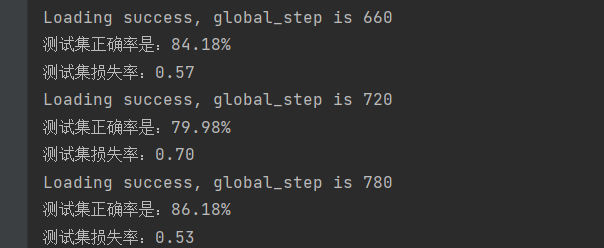 Loading success, global_step is 660
测试集正确率是：84.18%
测试集损失率：0.57
Loading success, global_step is 720
测试集正确率是：79.98%
测试集损失率：0.70
Loading success, global_step is 780
测试集正确率是：86.18%
测试集损失率：0.53